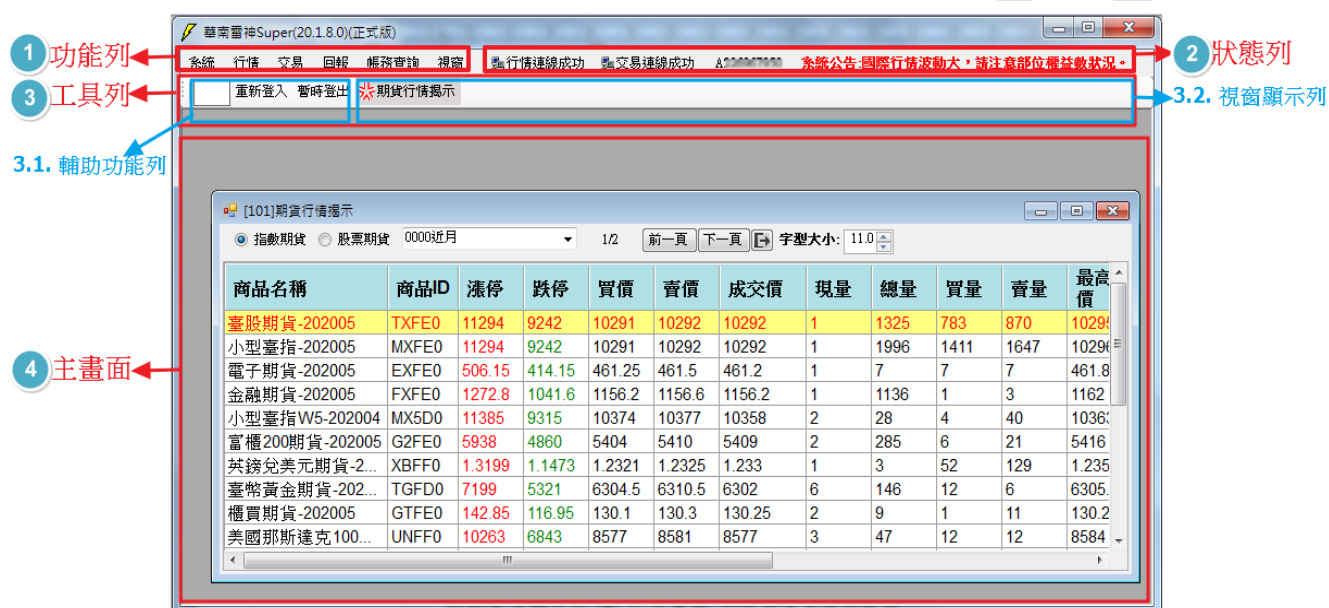 華南雷神Super(20.1.8.0)(正式版)
1 功能列
系統 行情 交易 回報 帳務查詢 視窗 行情連線成功 交易連線成功 系統公告:國際行情波動大，請注意部位權益數狀況。
2 狀態列
3 工具列
重新登入 暫時登出 期貨行情揭示
3.2. 視窗顯示列
3.1. 輔助功能列
[101]期貨行情揭示
指數期貨 股票期貨 0000近月 1/2 前一頁 下一頁 字型大小: 11.0
商品名稱 商品ID 漲停 跌停 買價 賣價 成交價 現量 總量 買量 賣量 最高價
臺股期貨-202005 TXFE0 11294 9242 10291 10292 10292 1 1325 783 870 1029
小型臺指-202005 MXFE0 11294 9242 10291 10292 10292 1 1996 1411 1647 1029
4 主畫面
電子期貨-202005 EXFE0 506.15 414.15 461.25 461.5 461.2 1 7 7 7 461.8
金融期貨-202005 FXFE0 1272.8 1041.6 1156.2 1156.6 1156.2 1 1136 1 3 1162
小型臺指W5-202004 MX5D0 11385 9315 10374 10377 10358 2 28 4 40 1036
富櫃200期貨-202005 G2FE0 5938 4860 5404 5410 5409 2 285 6 21 5416
英鎊兌美元期貨-2... XBFF0 1.3199 1.1473 1.2321 1.2325 1.233 1 3 52 129 1.235
臺幣黃金期貨-202... TGFD0 7199 5321 6304.5 6310.5 6302 6 146 12 6 6305.
櫃買期貨-202005 GTFE0 142.85 116.95 130.1 130.3 130.25 2 9 1 11 130.2
美國那斯達克100... UNFF0 10263 6843 8577 8581 8577 3 47 12 12 8584